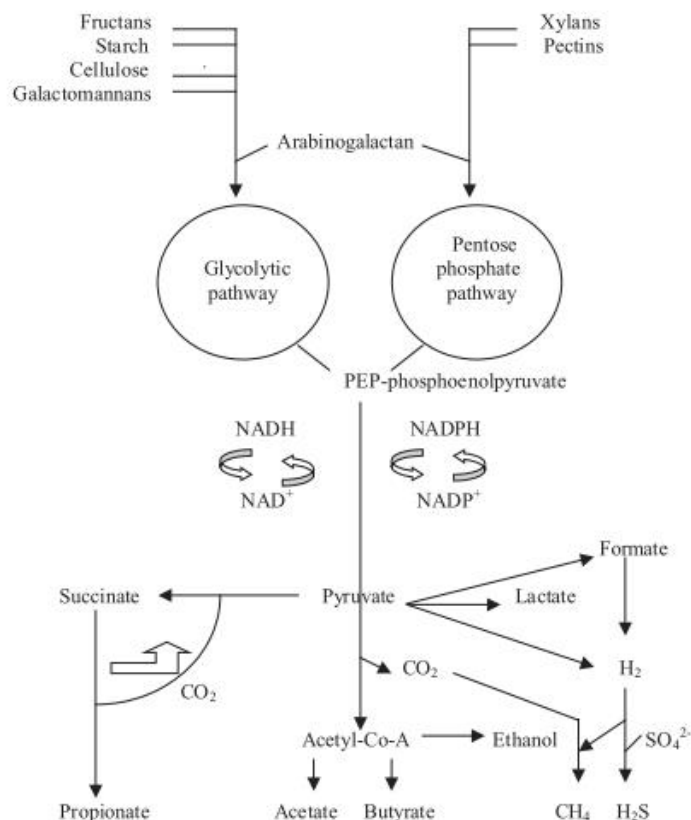 Fructans
Starch
Cellulose
Galactomannans
Xylans
Pectins
Arabinogalactan
Glycolytic
pathway
Pentose
phosphate
pathway
PEP-phosphoenolpyruvate
NADH
NAD⁺
NADPH
NADP⁺
Formate
Succinate
Pyruvate
Lactate
CO₂
CO₂
H₂
Acetyl-Co-A
Ethanol
SO₄²⁻
Propionate
Acetate
Butyrate
CH₄
H₂S